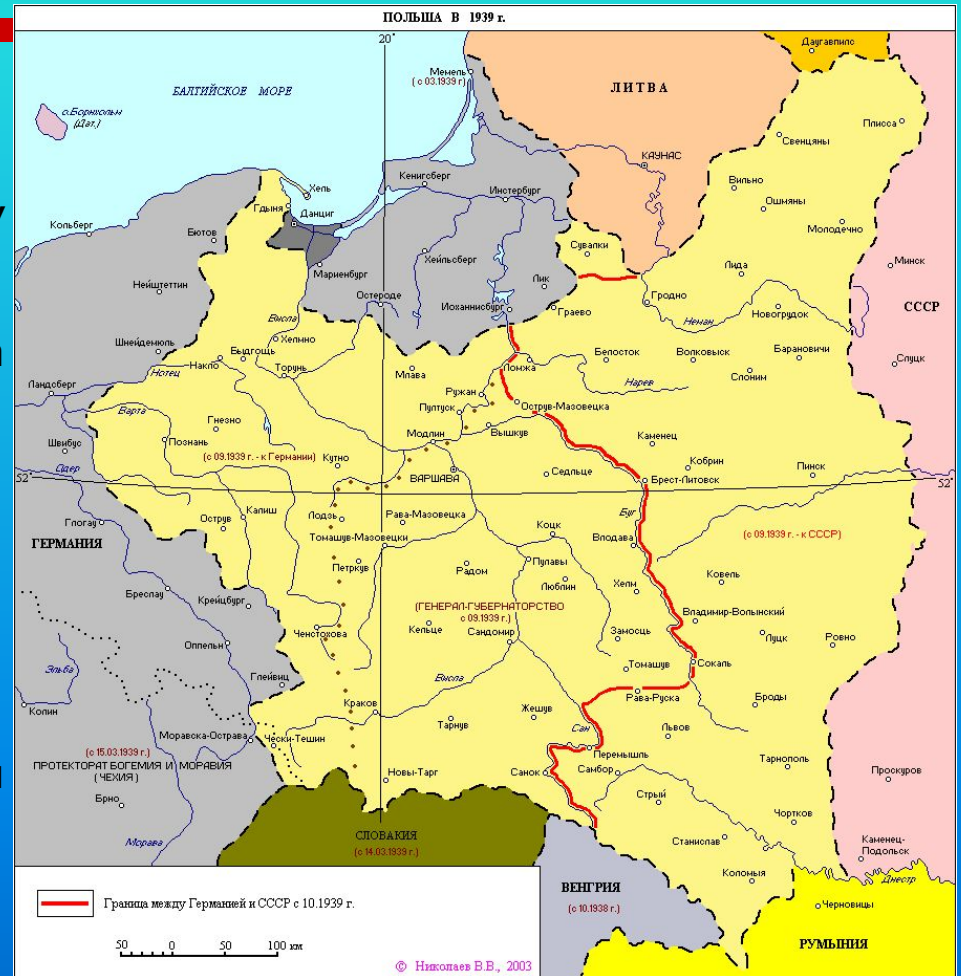 ПОЛЬША В 1939 г.
20°
Даугавпилс
Мемель
(с 03.1939 г.)
ЛИТВА
БАЛТИЙСКОЕ МОРЕ
о.Борнхольм
(Дат.)
Плисса
Свенцяны
КАУНАС
Кенигсберг
Вильно
Инстербург
Хель
Гдыня
Данциг
Ошмяны
Кольберг
Бютов
Молодечно
Сувалки
Хейльсберг
Мариенбург
Лик
Лида
Минск
Нейштеттин
Остероде
Иоханнисбург
Граево
Гродно
Новогрудок
СССР
Висла
Неман
Хелмно
Шнейденмюль
Быдгощь
Белосток
Волковыск
Барановичи
Накло
Торунь
Млава
Ломжа
Слуцк
Нотец
Слоним
Ландсберг
Нарев
Ружан
Остров-Мазовецка
Варта
Пултуск
Гнезно
Вышкув
Модлин
Каменец
Познань
Швибус
(с 09.1939 г. - к Германии)
Кутно
Кобрин
Пинск
Одер
ВАРШАВА
Седльце
Брест-Литовск
52°
52°
Глогау
Остров
Калиш
Лодзь
Рава-Мазовецка
Буг
Коцк
ГЕРМАНИЯ
Томашув-Мазовецки
Влодава
(с 09.1939 г. - к СССР)
Петркув
Пулавы
Радом
Люблин
Ковель
Бреслау
Хелм
Крейцбург
(ГЕНЕРАЛ-ГУБЕРНАТОРСТВО
с 09.1939 г.)
Владимир-Волынский
Ченстохова
Кельце
Сандомир
Замосць
Луцк
Ровно
Оппельн
Эльба
Томашув
Сокаль
Глейвиц
Висла
Рава-Руска
Колин
Краков
Броды
Жешув
Тарнув
Сан
Львов
Моравска-Острава
Чески-Тешин
(с 15.03.1939 г.)
ПРОТЕКТОРАТ БОГЕМИЯ И МОРАВИЯ
(ЧЕХИЯ)
Перемышль
Тарнополь
Новы-Тарг
Санок
Самбор
Проскуров
Брно
Стрый
Чортков
Морава
СЛОВАКИЯ
(с 14.03.1939 г.)
Станислав
Каменец-
Подольск
Коломыя
Днестр
ВЕНГРИЯ
(с 10.1938 г.)
Черновицы
РУМЫНИЯ
Граница между Германией и СССР с 10.1939 г.
50 0 50 100 км
© Николаев В.В., 2003